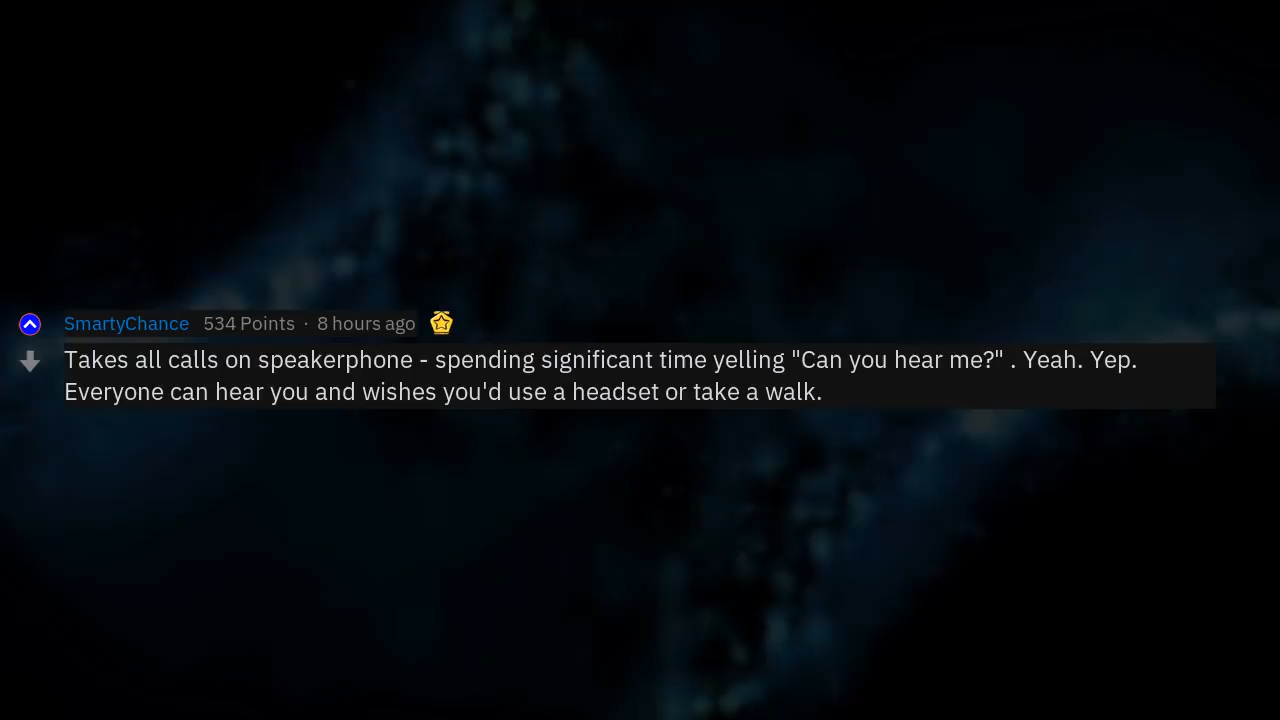 SmartyChance 534 Points · 8 hours ago
Takes all calls on speakerphone - spending significant time yelling "Can you hear me?" . Yeah. Yep.
Everyone can hear you and wishes you'd use a headset or take a walk.